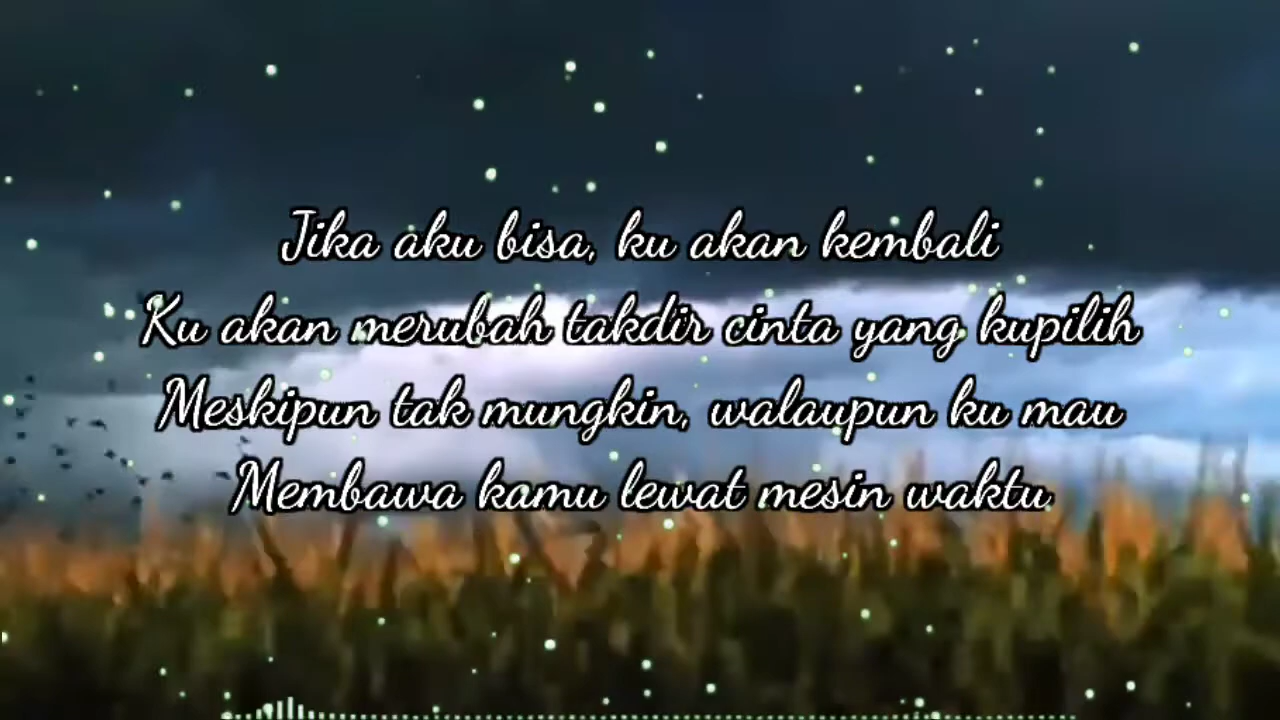 Jika aku bisa, ku akan kembali
Ku akan merubah takdir cinta yang kupilih
Meskipun tak mungkin, walaupun ku mau
Membawa kamu lewat mesin waktu